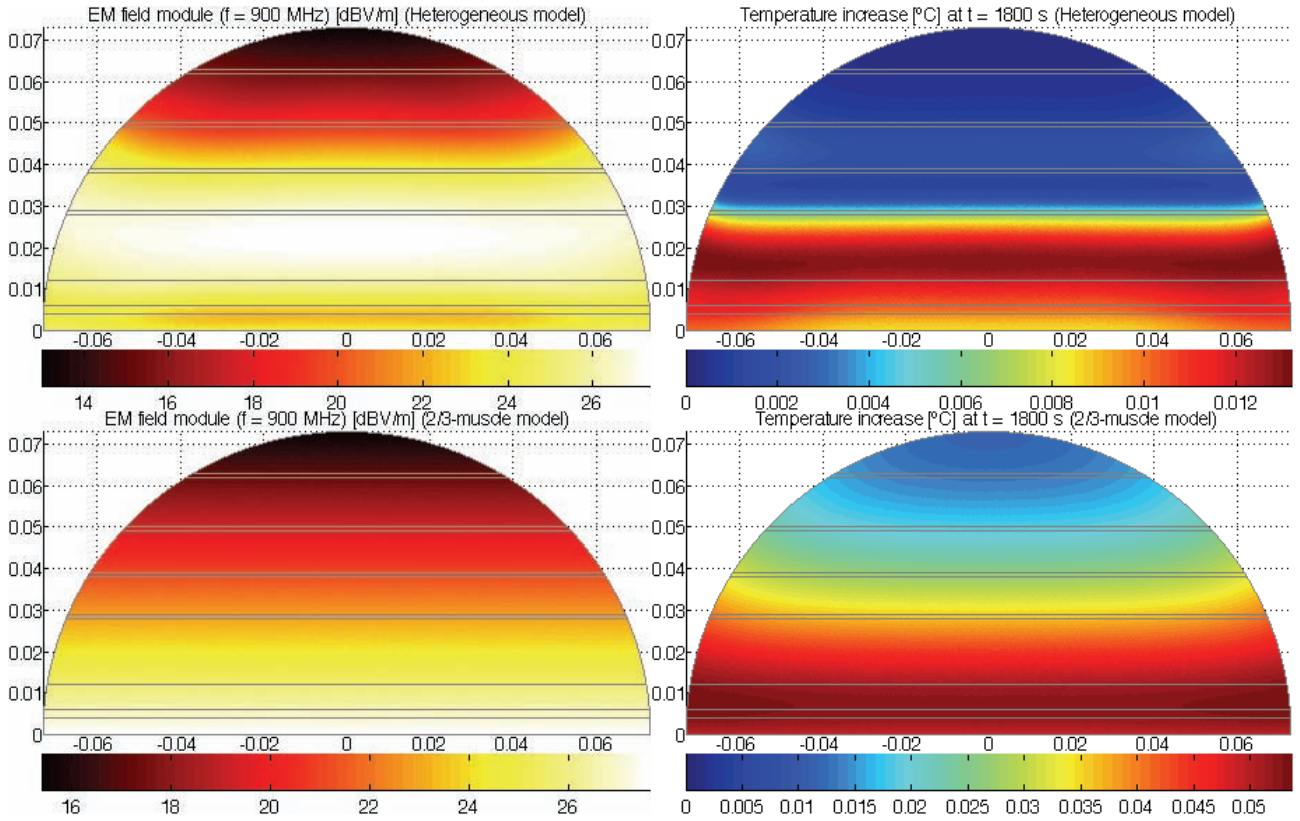 EM field module (f = 900 MHz) [dBV/m] (Heterogeneous model)
0.07
0.06
0.05
0.04
0.03
0.02
0.01
0
-0.06 -0.04 -0.02 0 0.02 0.04 0.06
14 16 18 20 22 24 26
Temperature increase [ºC] at t = 1800 s (Heterogeneous model)
0.07
0.06
0.05
0.04
0.03
0.02
0.01
0
-0.06 -0.04 -0.02 0 0.02 0.04 0.06
0 0.002 0.004 0.006 0.008 0.01 0.012
EM field module (f = 900 MHz) [dBV/m] (2/3-muscle model)
0.07
0.06
0.05
0.04
0.03
0.02
0.01
0
-0.06 -0.04 -0.02 0 0.02 0.04 0.06
16 18 20 22 24 26
Temperature increase [ºC] at t = 1800 s (2/3-muscle model)
0.07
0.06
0.05
0.04
0.03
0.02
0.01
0
-0.06 -0.04 -0.02 0 0.02 0.04 0.06
0 0.005 0.01 0.015 0.02 0.025 0.03 0.035 0.04 0.045 0.05